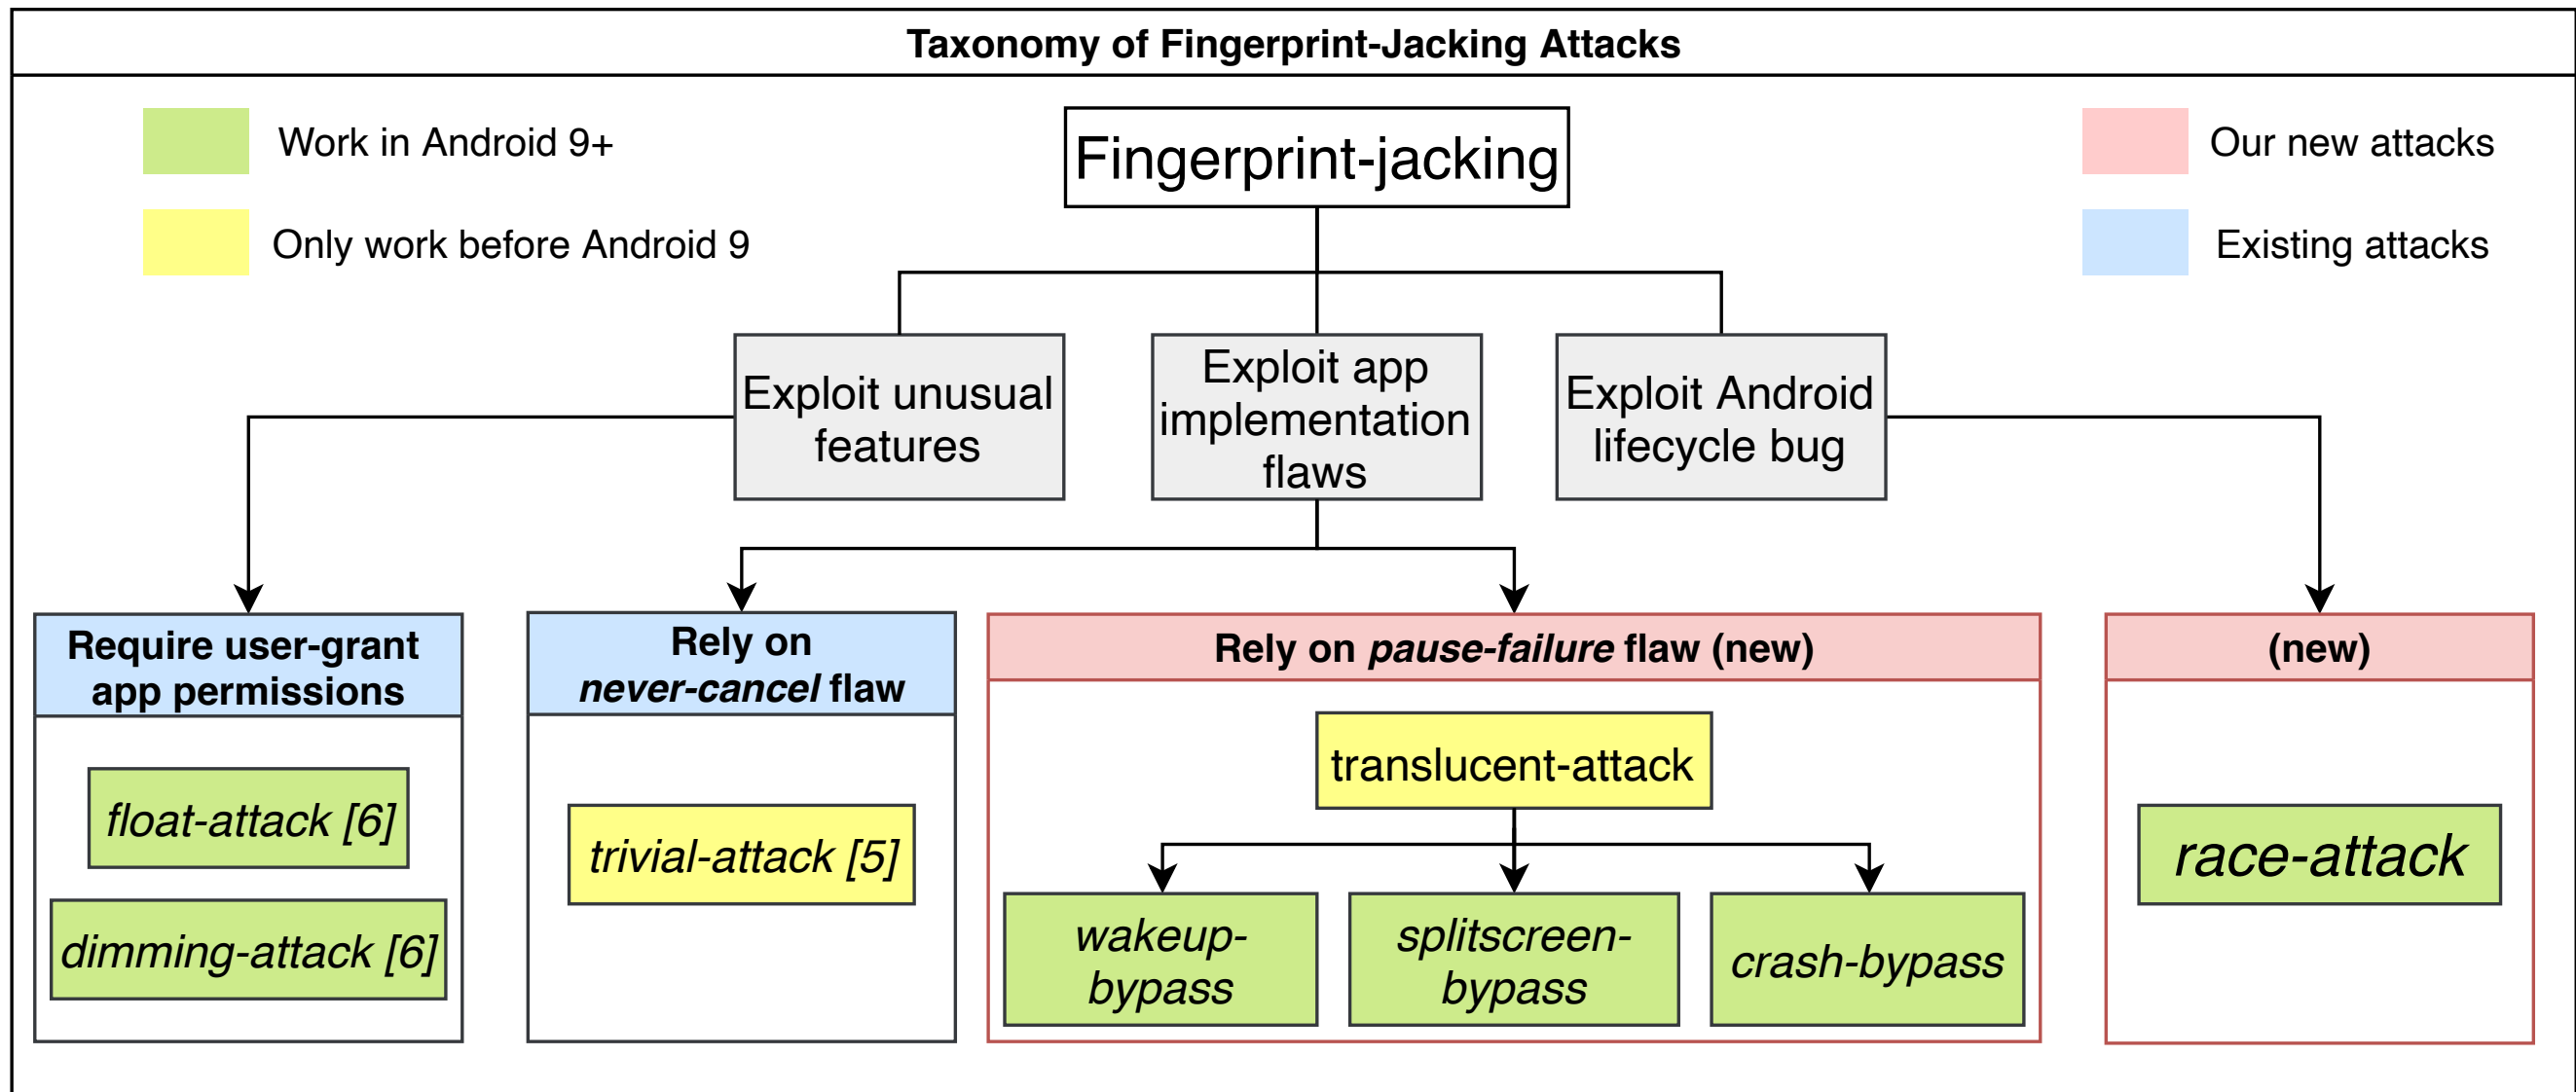 Taxonomy of Fingerprint-Jacking Attacks
Work in Android 9+
Only work before Android 9
Fingerprint-jacking
Our new attacks
Existing attacks
Exploit unusual
features
Exploit app
implementation
flaws
Exploit Android
lifecycle bug
Require user-grant
app permissions
float-attack [6]
dimming-attack [6]
Rely on
never-cancel flaw
trivial-attack [5]
Rely on pause-failure flaw (new)
translucent-attack
wakeup-
bypass
splitscreen-
bypass
crash-bypass
(new)
race-attack